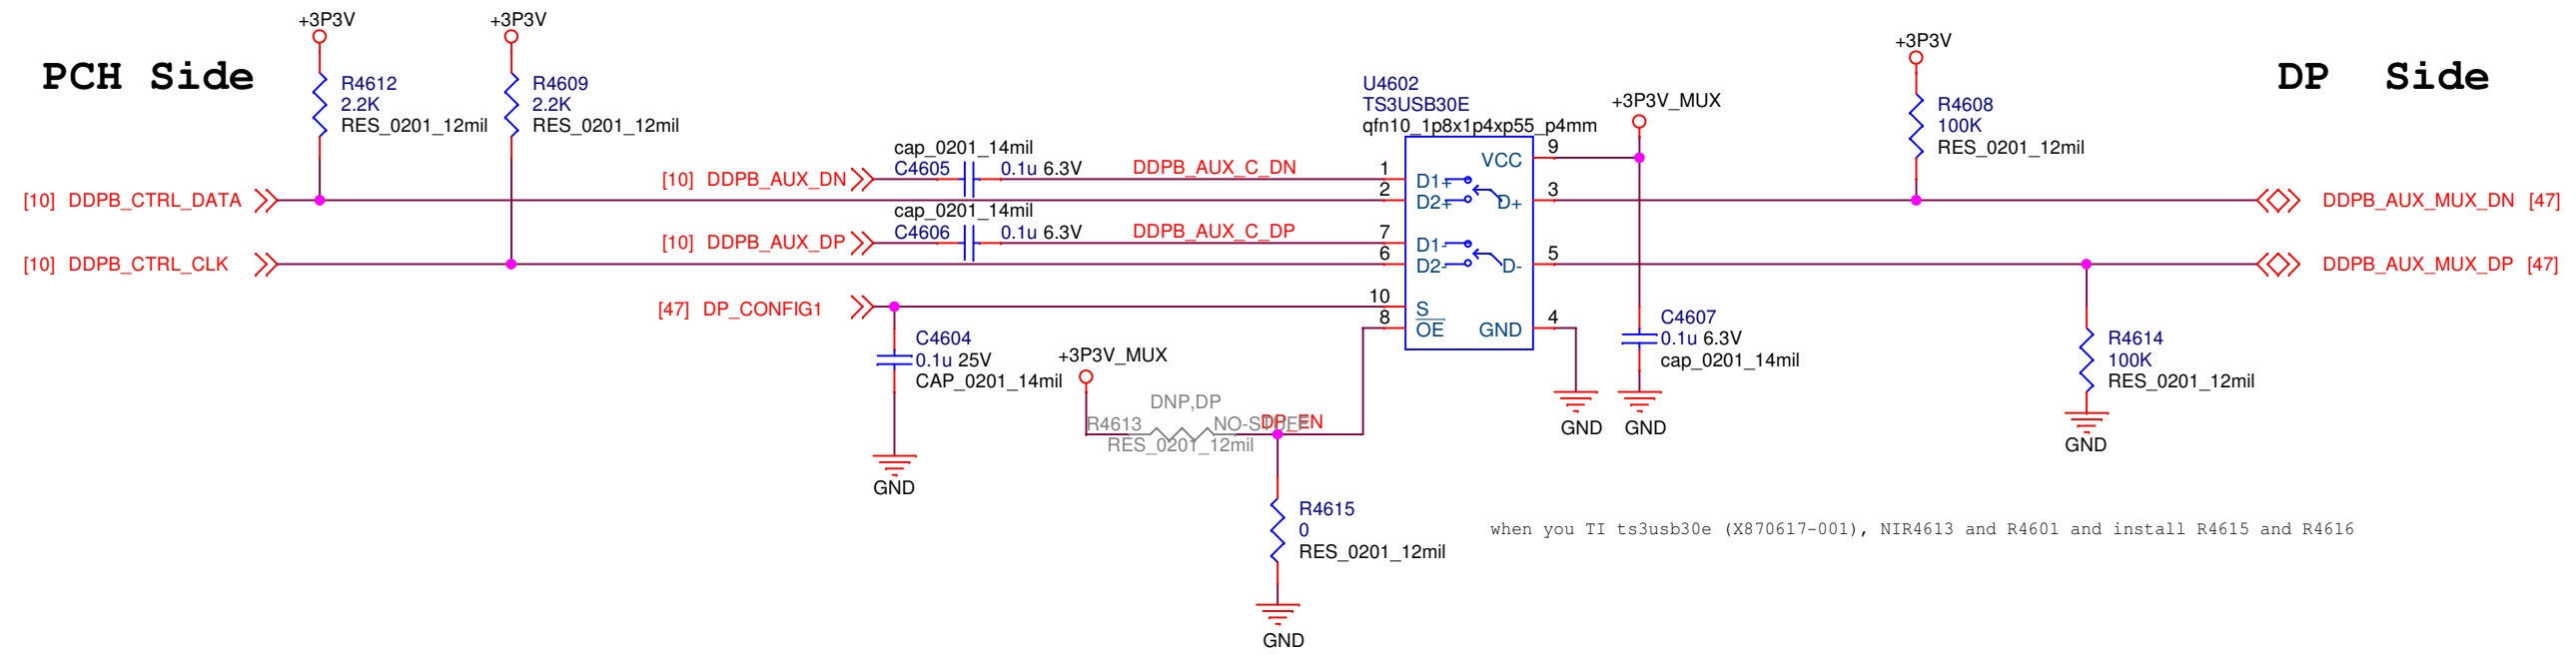 +3P3V
+3P3V
+3P3V
PCH Side
DP Side
R4612
2.2K
RES_0201_12mil
R4609
2.2K
RES_0201_12mil
U4602
TS3USB30E
qfn10_1p8x1p4xp55_p4mm
+3P3V_MUX
R4608
100K
RES_0201_12mil
cap_0201_14mil
C4605
0.1u 6.3V
[10] DDPB_AUX_DN
DDPB_AUX_C_DN
1
D1+
VCC
9
[10] DDPB_CTRL_DATA
2
D2+
D+
3
DDPB_AUX_MUX_DN [47]
cap_0201_14mil
C4606
0.1u 6.3V
[10] DDPB_AUX_DP
DDPB_AUX_C_DP
7
D1-
[10] DDPB_CTRL_CLK
6
D2-
D-
5
DDPB_AUX_MUX_DP [47]
[47] DP_CONFIG1
10
S
8
OE
GND
4
C4604
0.1u 25V
CAP_0201_14mil
GND
C4607
0.1u 6.3V
cap_0201_14mil
GND
GND
R4614
100K
RES_0201_12mil
GND
+3P3V_MUX
DNP,DP
R4613
NO-STUFF
DP_EN
RES_0201_12mil
R4615
0
RES_0201_12mil
GND
when you TI ts3usb30e (X870617-001), NIR4613 and R4601 and install R4615 and R4616